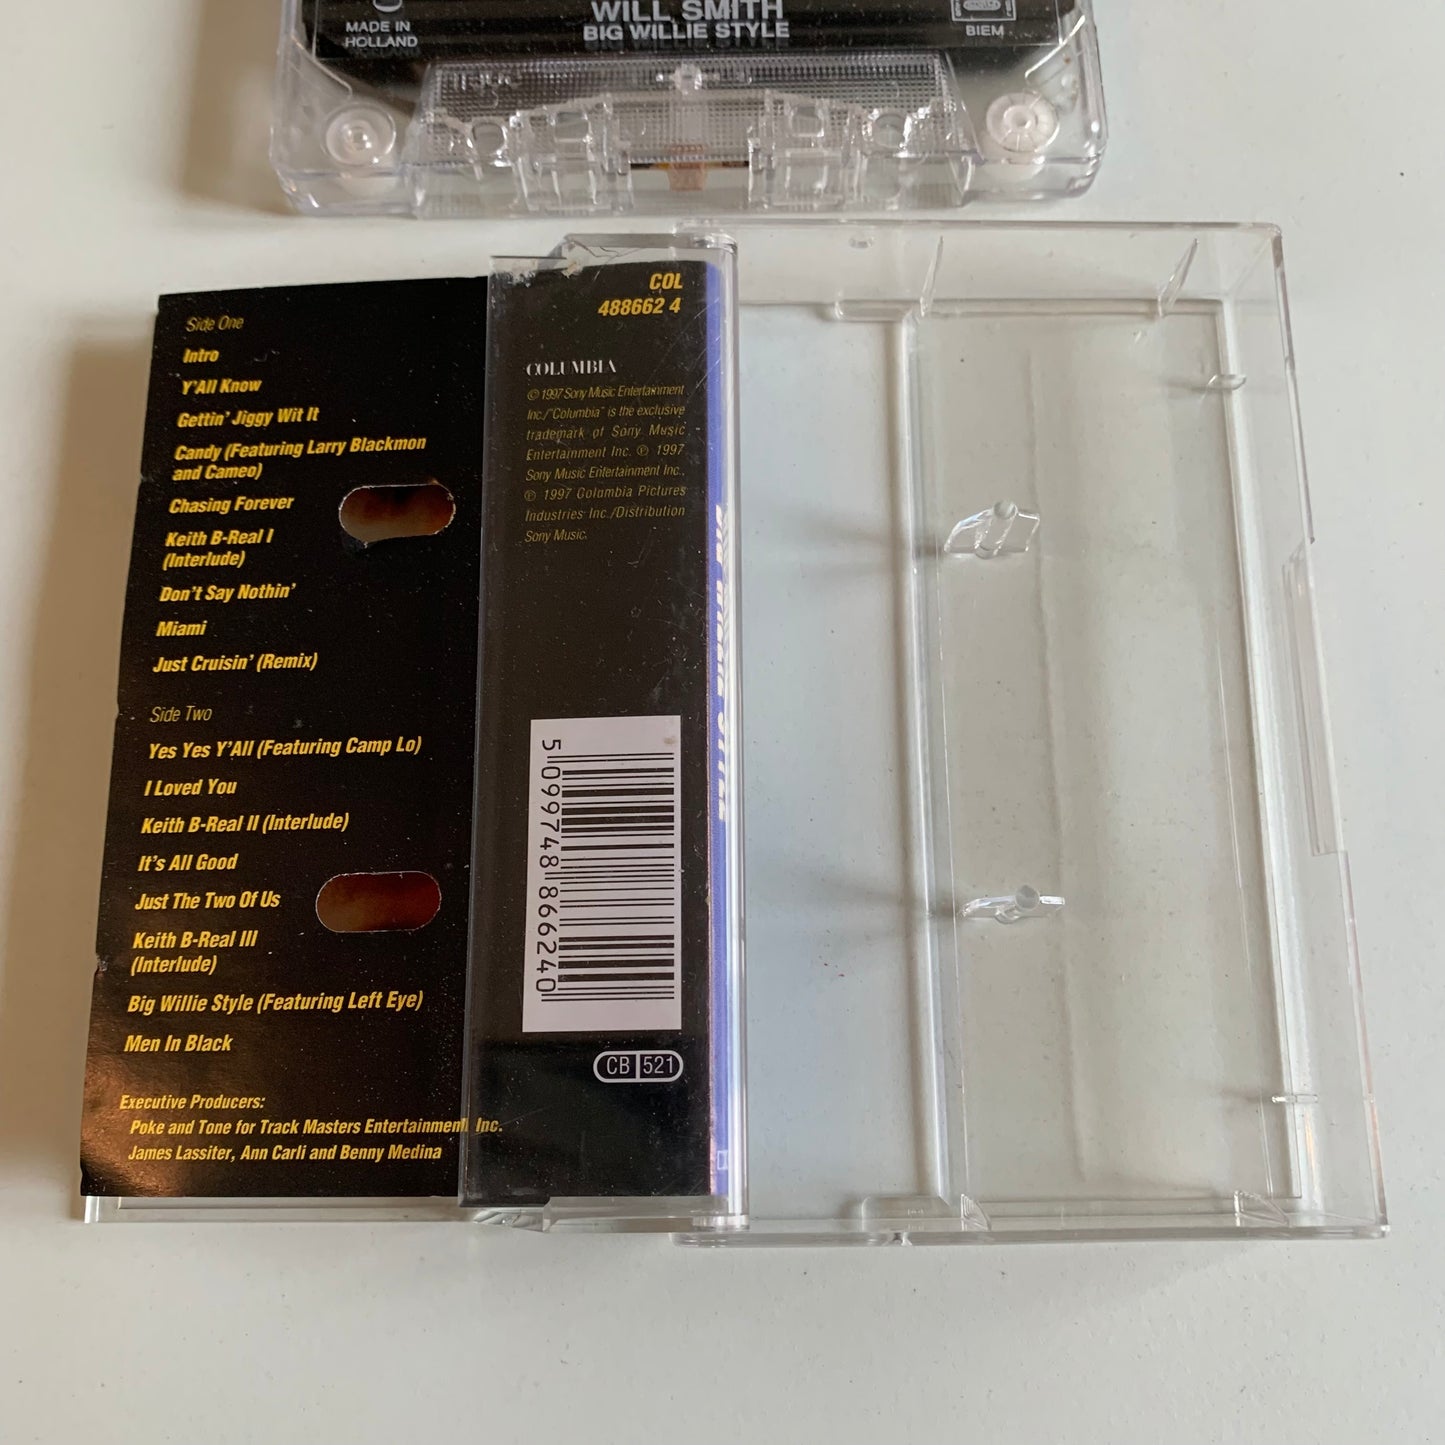 MADE IN
HOLLAND
WILL SMITH
BIG WILLIE STYLE
BIEM
Side One
Intro
Y'All Know
Gettin' Jiggy Wit It
Candy (Featuring Larry Blackmon
and Cameo)
Chasing Forever
Keith B-Real I
(Interlude)
Don't Say Nothin'
Miami
Just Cruisin' (Remix)
Side Two
Yes Yes Y'All (Featuring Camp Lo)
I Loved You
Keith B-Real II (Interlude)
It's All Good
Just The Two Of Us
Keith B-Real III
(Interlude)
Big Willie Style (Featuring Left Eye)
Men In Black
Executive Producers:
Poke and Tone for Track Masters Entertainment, Inc.
James Lassiter, Ann Carli and Benny Medina
COL
488662 4
COLUMBIA
© 1997 Sony Music Entertainment
Inc./"Columbia" is the exclusive
trademark of Sony Music
Entertainment Inc. ℗ 1997
Sony Music Entertainment Inc.,
℗ 1997 Columbia Pictures
Industries Inc./Distribution
Sony Music.
5 099748 866240
CB 521
BIG WILLIE STYLE